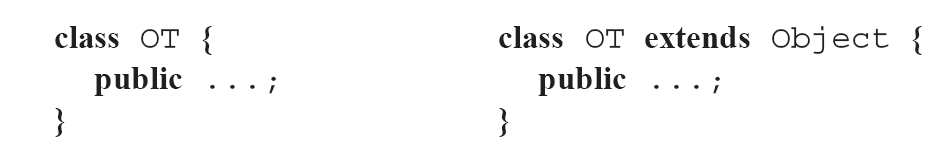 class OT {
public ...;
}
class OT extends Object {
public ...;
}